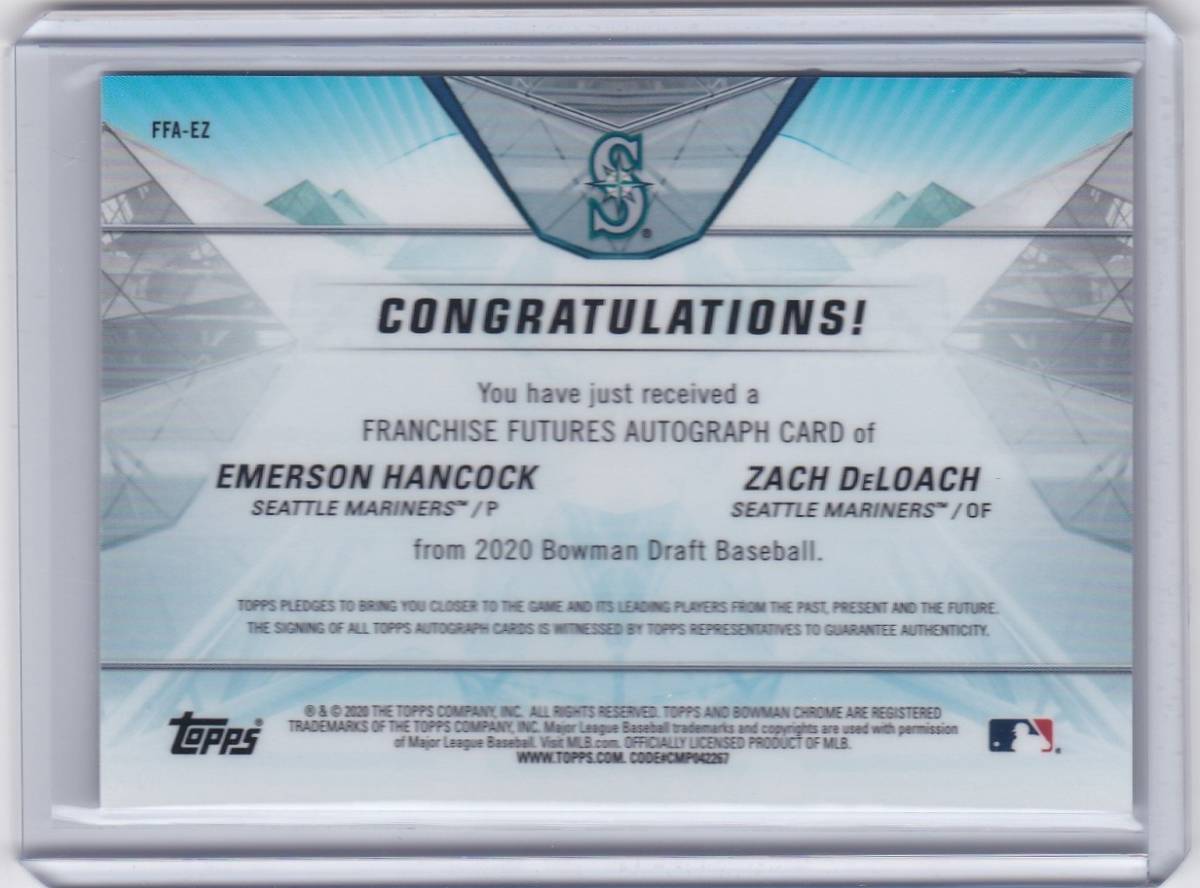 FFA-EZ
S
CONGRATULATIONS!
You have just received a
FRANCHISE FUTURES AUTOGRAPH CARD of
EMERSON HANCOCK
SEATTLE MARINERS™ / P
ZACH DeLOACH
SEATTLE MARINERS™ / OF
from 2020 Bowman Draft Baseball.
TOPPS PLEDGES TO BRING YOU CLOSER TO THE GAME AND ITS LEADING PLAYERS FROM THE PAST, PRESENT AND THE FUTURE.
THE SIGNING OF ALL TOPPS AUTOGRAPH CARDS IS WITNESSED BY TOPPS REPRESENTATIVES TO GUARANTEE AUTHENTICITY.
topps®
® & © 2020 THE TOPPS COMPANY, INC. ALL RIGHTS RESERVED. TOPPS AND BOWMAN CHROME ARE REGISTERED
TRADEMARKS OF THE TOPPS COMPANY, INC. Major League Baseball trademarks and copyrights are used with permission
of Major League Baseball. Visit MLB.com. OFFICIALLY LICENSED PRODUCT OF MLB.
WWW.TOPPS.COM. CODE#CMP042267